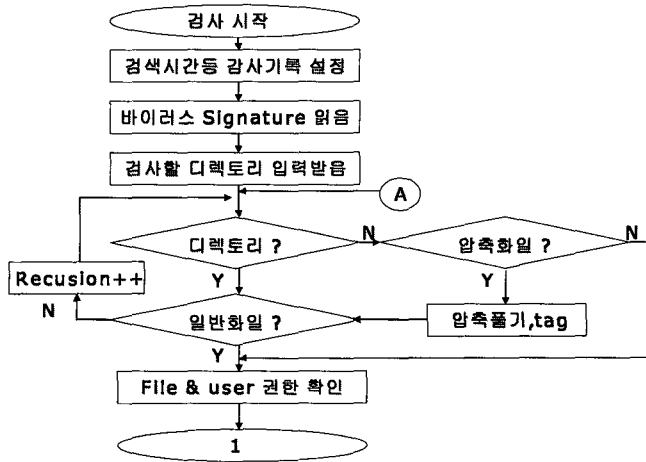 검사 시작
검색시간등 감사기록 설정
바이러스 Signature 읽음
검사할 디렉토리 입력받음
A
디렉토리 ?
N
압축화일 ?
N
Recusion++
Y
Y
N
일반화일 ?
압축풀기,tag
Y
File & user 권한 확인
1